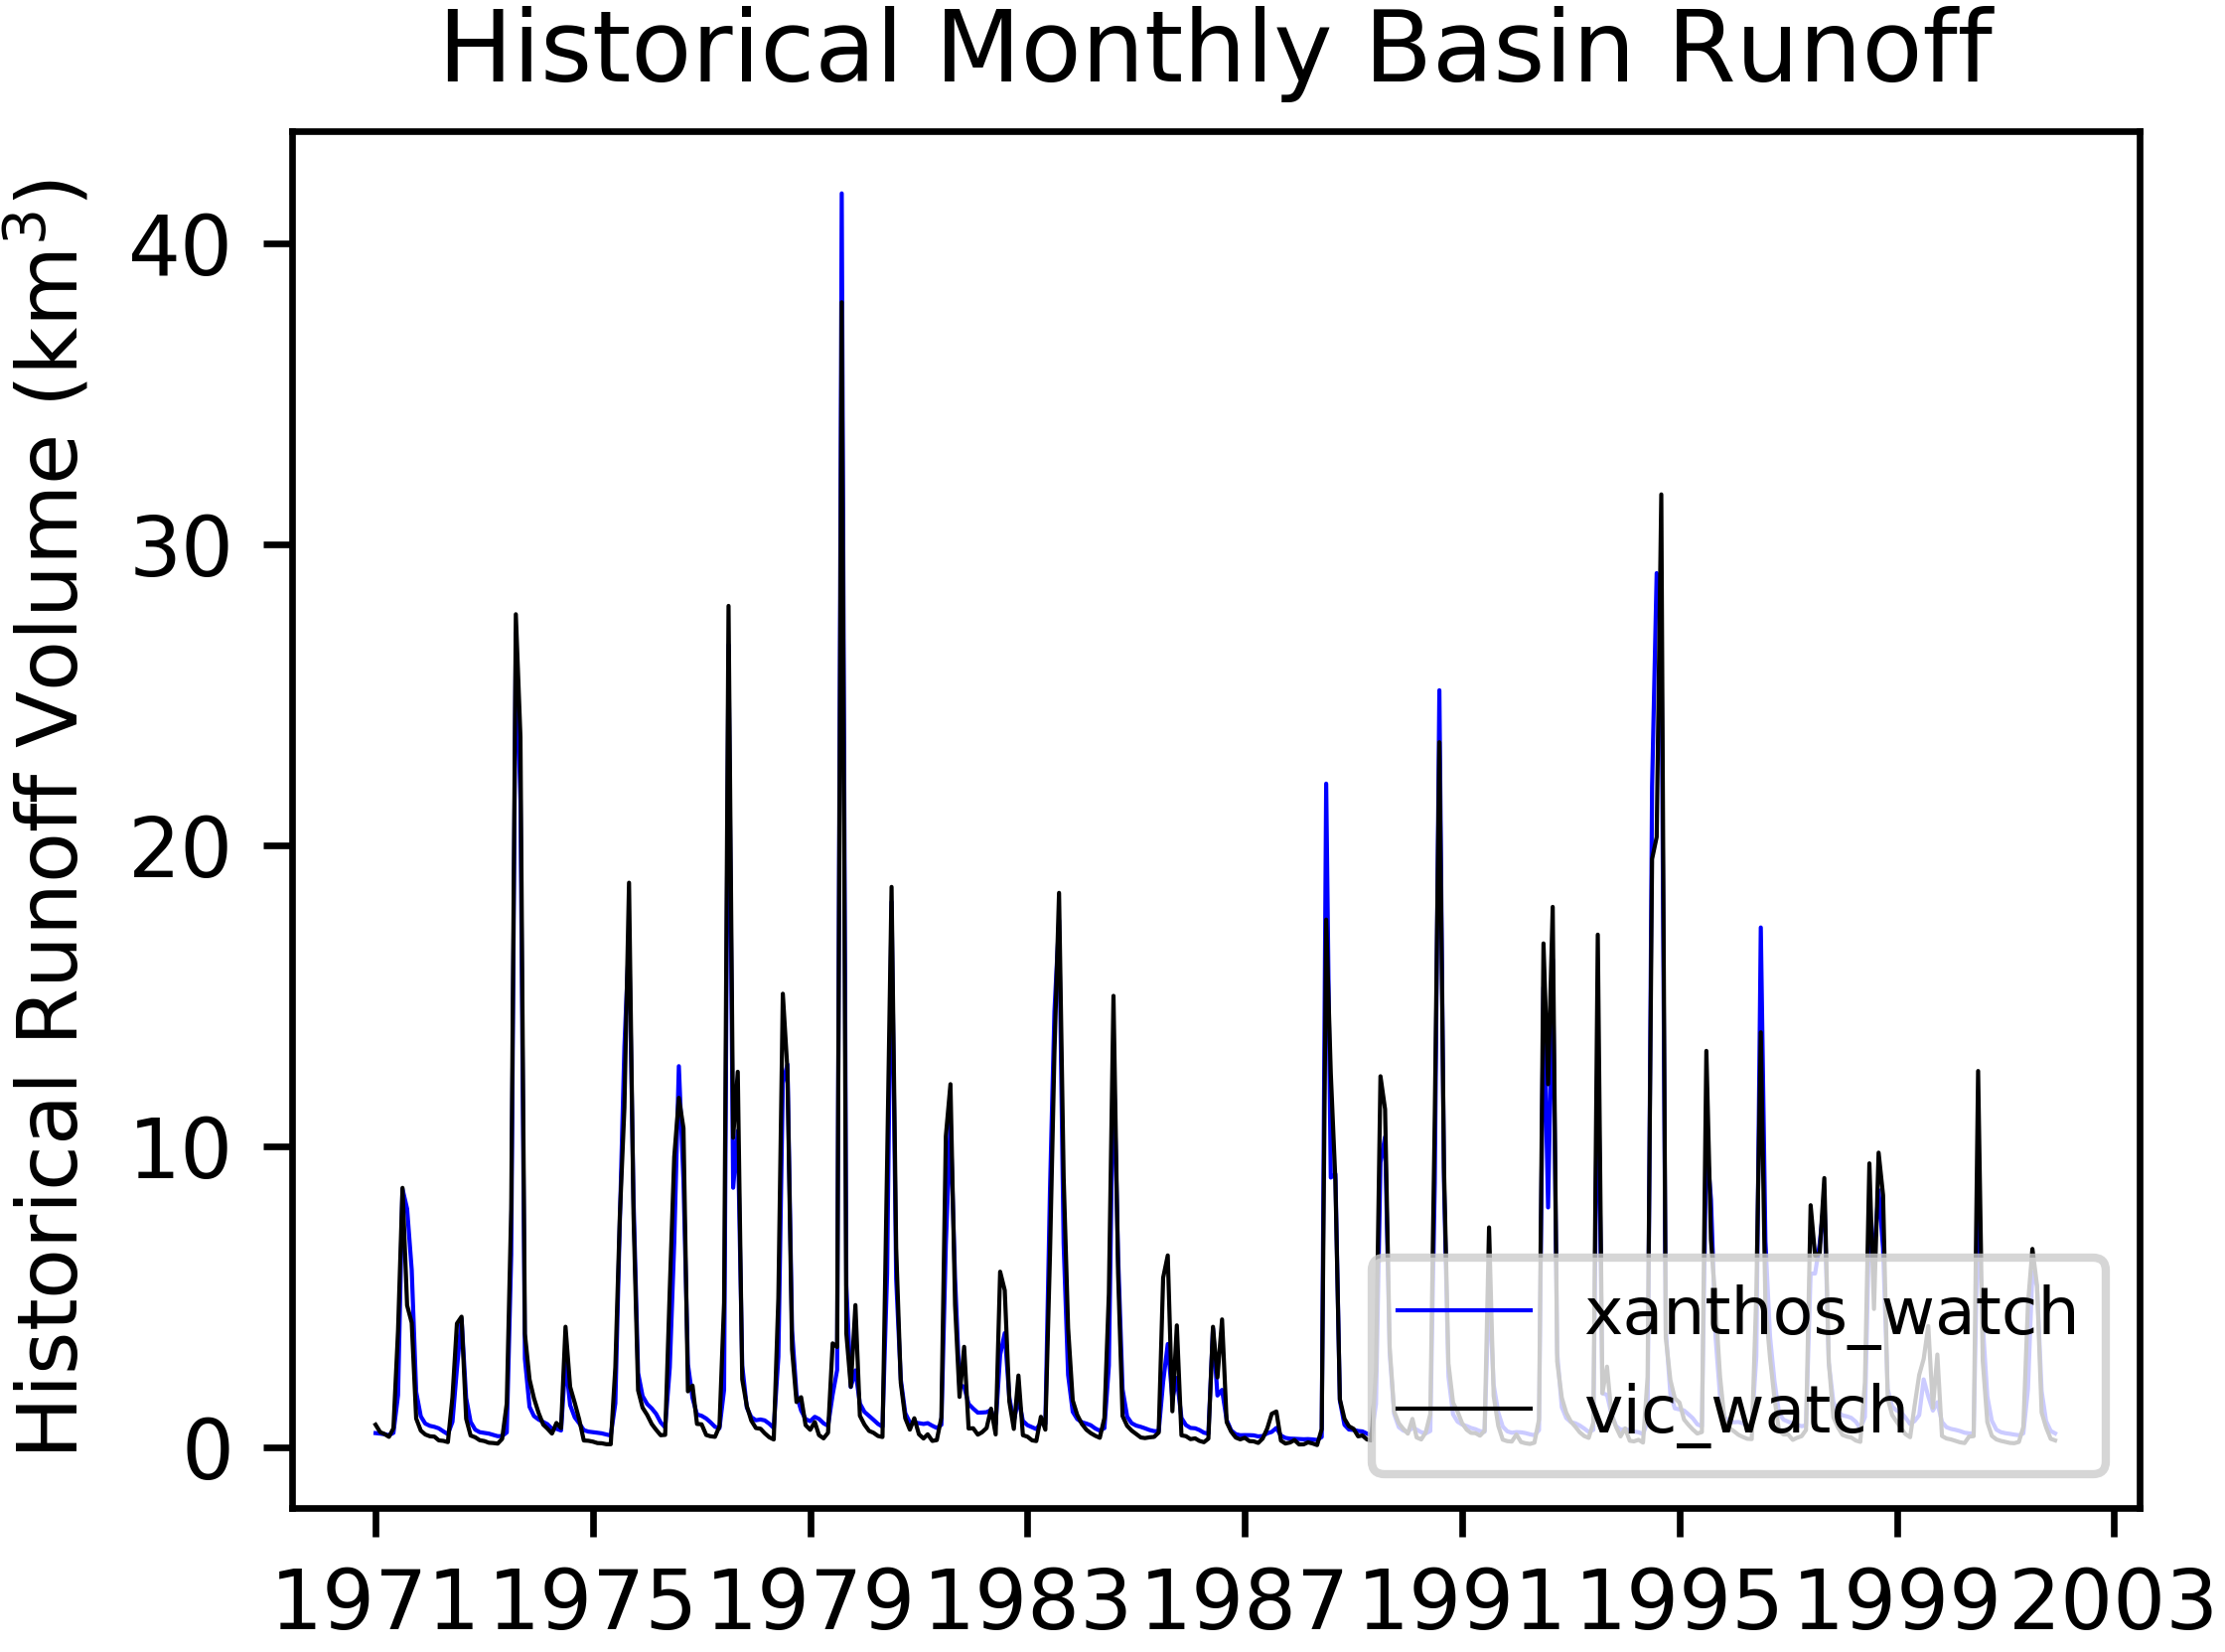 Historical Monthly Basin Runoff
Historical Runoff Volume (km³)
40
30
20
10
0
xanthos_watch
vic_watch
1971 1975 1979 1983 1987 1991 1995 1999 2003